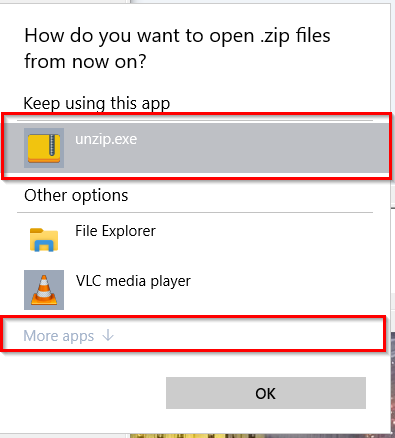 How do you want to open .zip files
from now on?
Keep using this app
unzip.exe
Other options
File Explorer
VLC media player
More apps ↓
OK